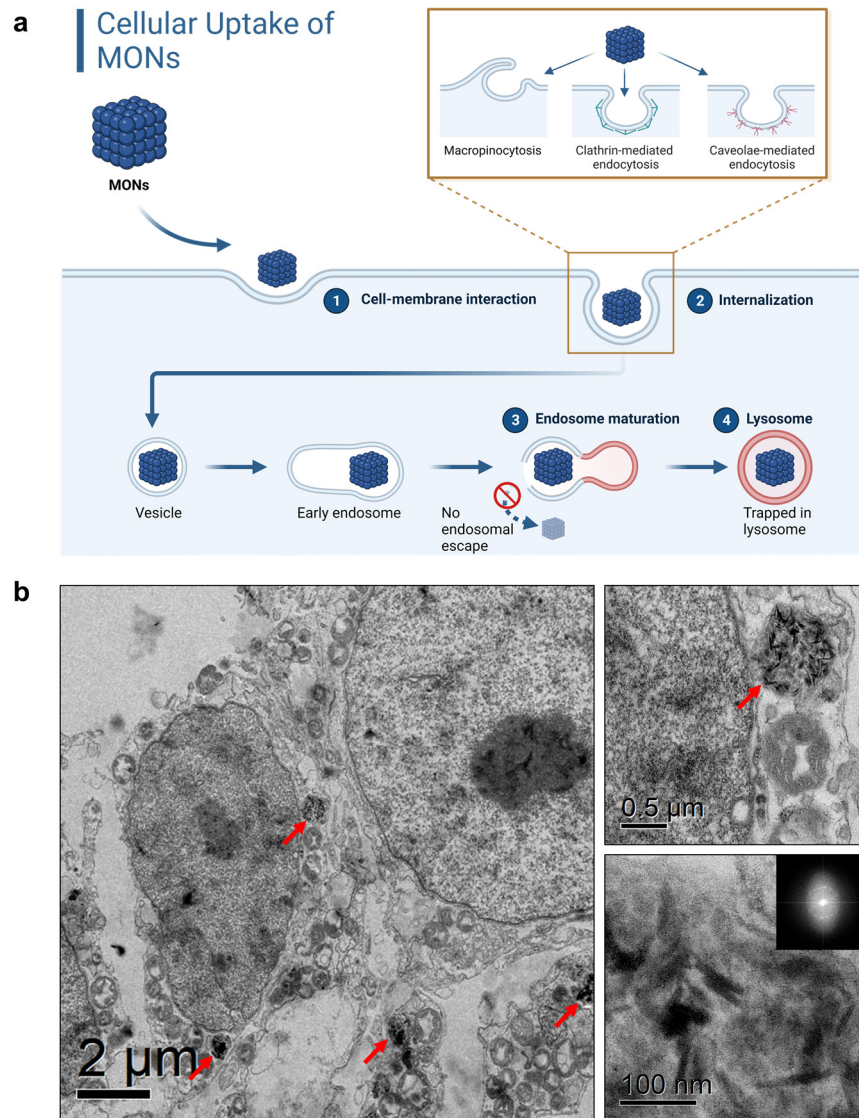 a
Cellular Uptake of
MONs
MONs
Macropinocytosis
Clathrin-mediated
endocytosis
Caveolae-mediated
endocytosis
1 Cell-membrane interaction
2 Internalization
3 Endosome maturation
4 Lysosome
Vesicle
Early endosome
No
endosomal
escape
Trapped in
lysosome
b
2 μm
0.5 μm
100 nm